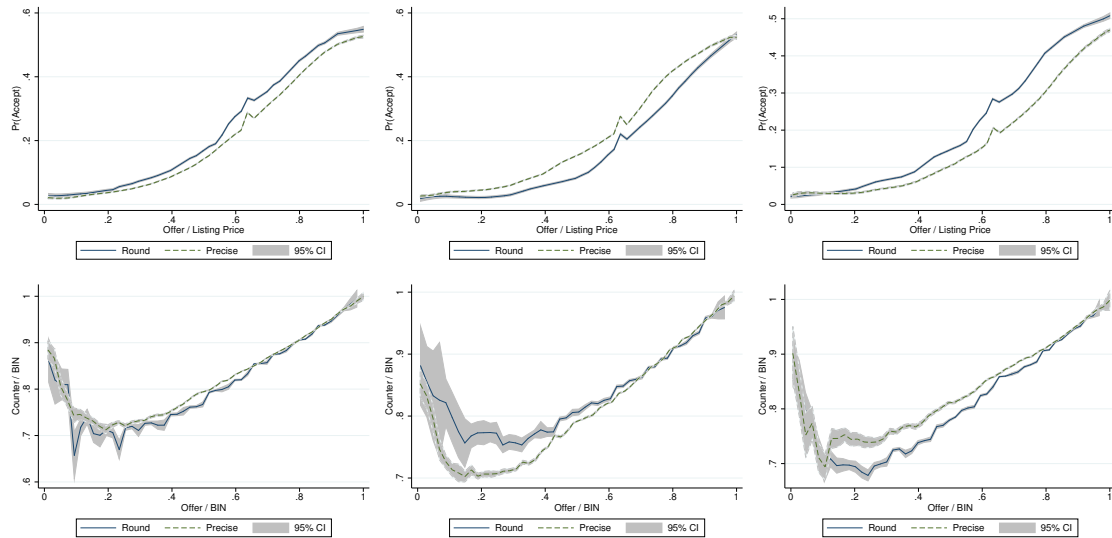 .6
.4
.2
0
Pr(Accept)
0 .2 .4 .6 .8 1
Offer / Listing Price
Round Precise 95% CI
.6
.4
.2
0
Pr(Accept)
0 .2 .4 .6 .8 1
Offer / Listing Price
Round Precise 95% CI
.5
.4
.3
.2
.1
0
Pr(Accept)
0 .2 .4 .6 .8 1
Offer / Listing Price
Round Precise 95% CI
1
.9
.8
.7
.6
Counter / BIN
0 .2 .4 .6 .8 1
Offer / BIN
Round Precise 95% CI
1
.9
.8
.7
Counter / BIN
0 .2 .4 .6 .8 1
Offer / BIN
Round Precise 95% CI
1
.9
.8
.7
Counter / BIN
0 .2 .4 .6 .8 1
Offer / BIN
Round Precise 95% CI